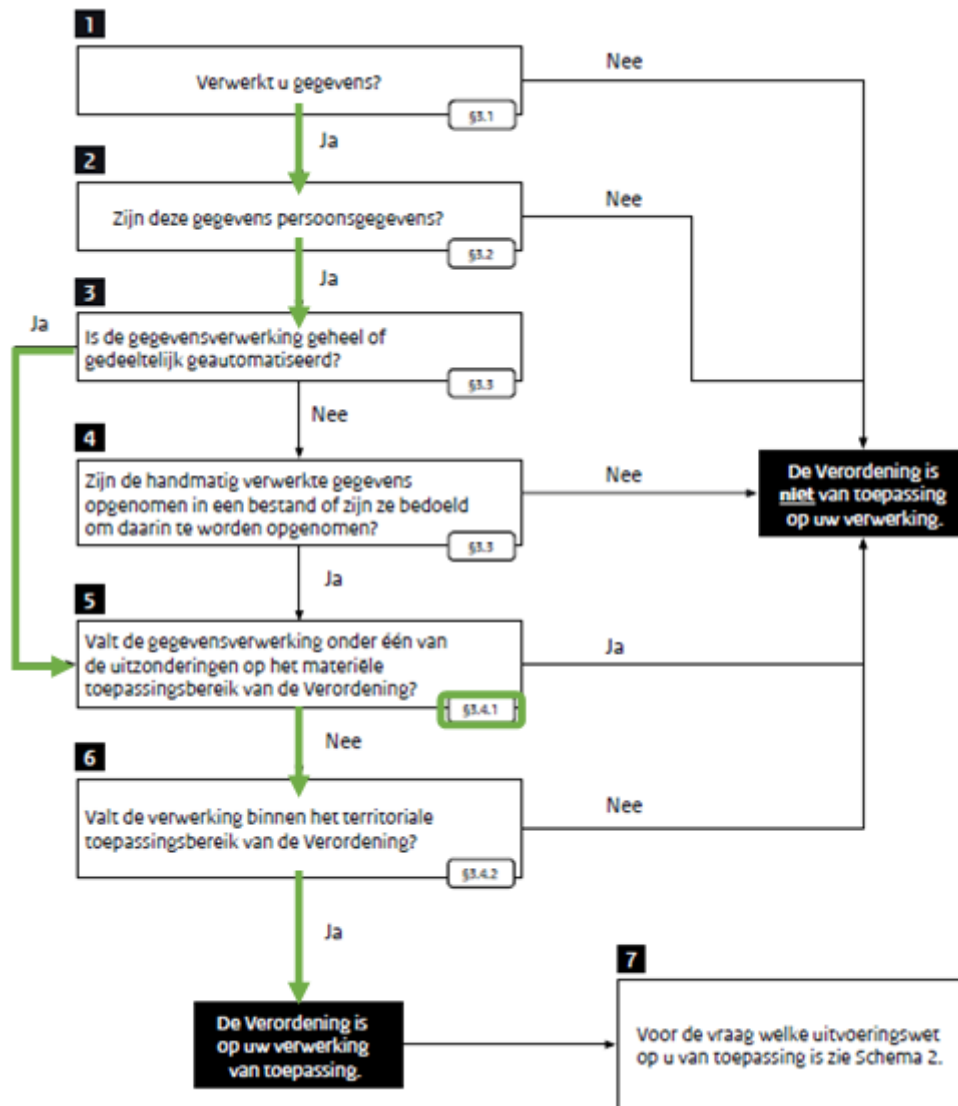 1
Nee
Verwerkt u gegevens?
§3.1
Ja
2
Nee
Zijn deze gegevens persoonsgegevens?
§3.2
Ja
3
Ja
Is de gegevensverwerking geheel of
gedeeltelijk geautomatiseerd?
§3.3
Nee
4
Zijn de handmatig verwerkte gegevens
opgenomen in een bestand of zijn ze bedoeld
om daarin te worden opgenomen?
§3.3
Nee
De Verordening is
niet van toepassing
op uw verwerking.
Ja
5
Valt de gegevensverwerking onder één van
de uitzonderingen op het materiële
toepassingsbereik van de Verordening?
§3.4.1
Ja
Nee
6
Valt de verwerking binnen het territoriale
toepassingsbereik van de Verordening?
§3.4.2
Nee
Ja
De Verordening is
op uw verwerking
van toepassing.
7
Voor de vraag welke uitvoeringswet
op u van toepassing is zie Schema 2.